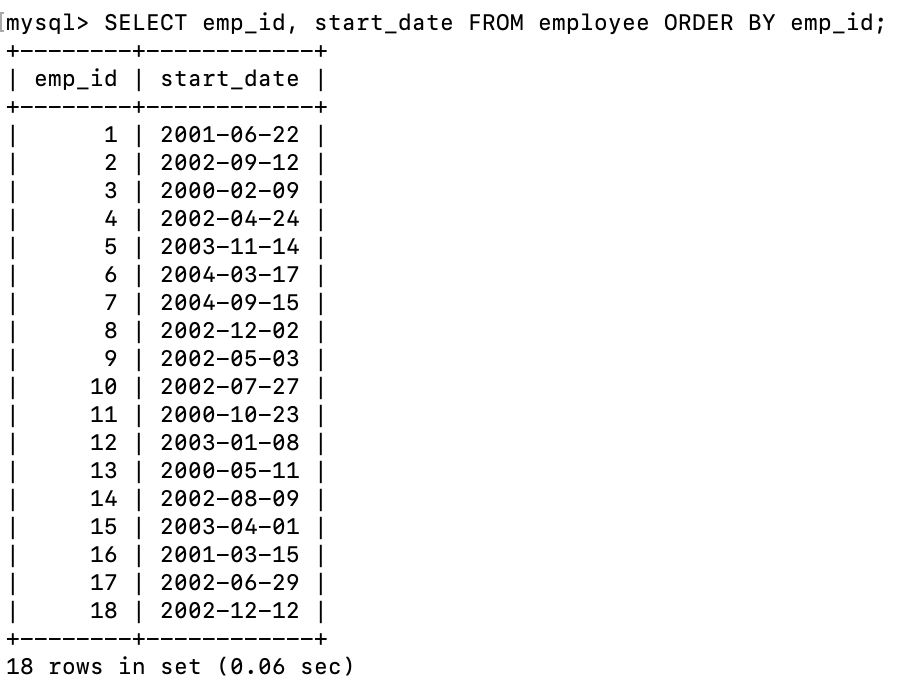 [mysql> SELECT emp_id, start_date FROM employee ORDER BY emp_id;
+--------+------------+
| emp_id | start_date |
+--------+------------+
|      1 | 2001-06-22 |
|      2 | 2002-09-12 |
|      3 | 2000-02-09 |
|      4 | 2002-04-24 |
|      5 | 2003-11-14 |
|      6 | 2004-03-17 |
|      7 | 2004-09-15 |
|      8 | 2002-12-02 |
|      9 | 2002-05-03 |
|     10 | 2002-07-27 |
|     11 | 2000-10-23 |
|     12 | 2003-01-08 |
|     13 | 2000-05-11 |
|     14 | 2002-08-09 |
|     15 | 2003-04-01 |
|     16 | 2001-03-15 |
|     17 | 2002-06-29 |
|     18 | 2002-12-12 |
+--------+------------+
18 rows in set (0.06 sec)